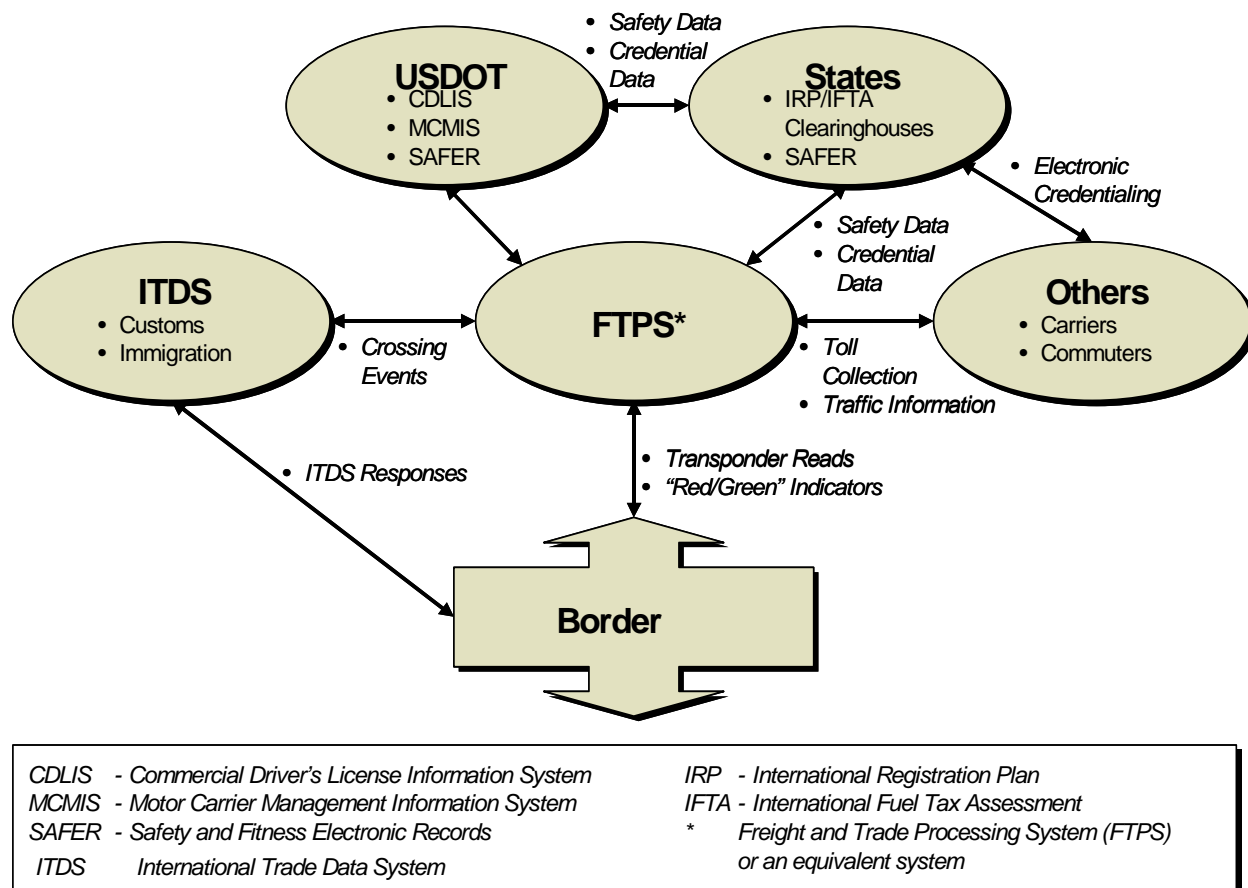 • Safety Data
• Credential
Data
USDOT
• CDLIS
• MCMIS
• SAFER
States
• IRP/IFTA
Clearinghouses
• SAFER
• Electronic
Credentialing
• Safety Data
• Credential
Data
ITDS
• Customs
• Immigration
FTPS*
Others
• Carriers
• Commuters
• Crossing
Events
• Toll
Collection
• Traffic Information
• ITDS Responses
• Transponder Reads
• “Red/Green” Indicators
Border
CDLIS - Commercial Driver’s License Information System
MCMIS - Motor Carrier Management Information System
SAFER - Safety and Fitness Electronic Records
ITDS International Trade Data System
IRP - International Registration Plan
IFTA - International Fuel Tax Assessment
* Freight and Trade Processing System (FTPS)
or an equivalent system